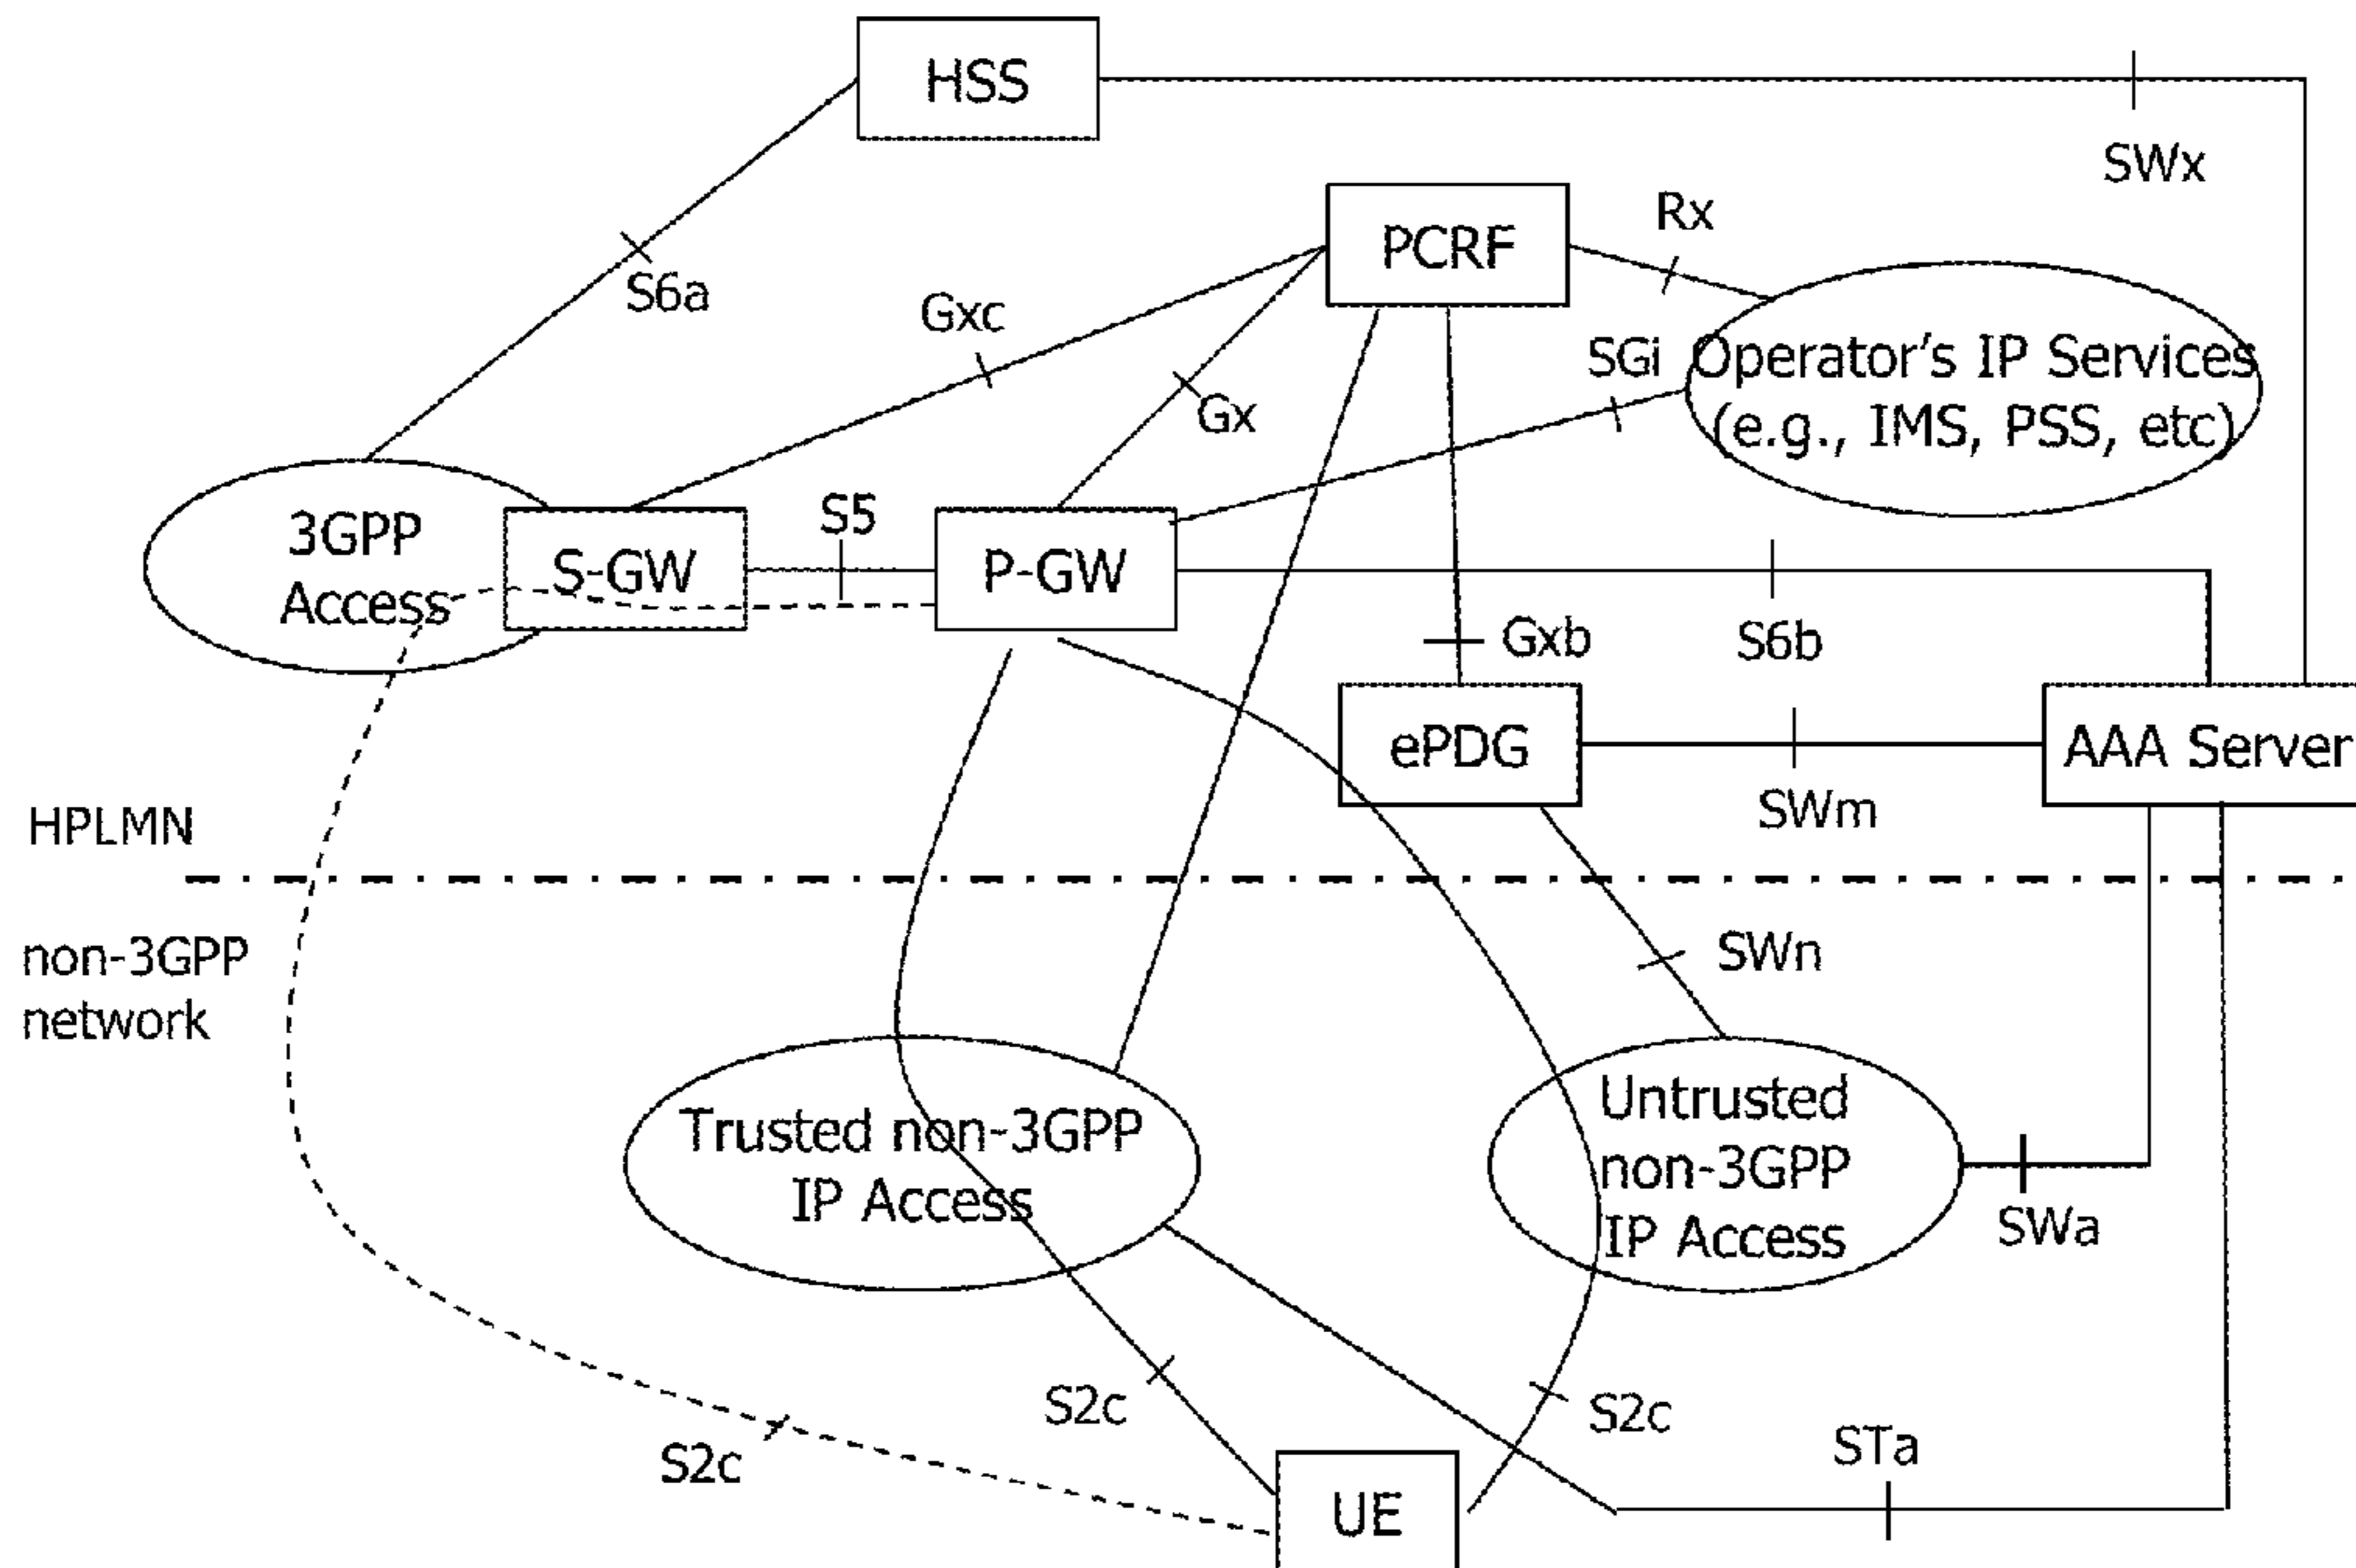 HSS
SWx
Rx
PCRF
S6a
Gxc
SGi
Operator's IP Services
(e.g., IMS, PSS, etc)
Gx
3GPP
Access
S5
S-GW
P-GW
Gxb
S6b
ePDG
AAA Server
SWm
HPLMN
non-3GPP
network
SWn
Trusted non-3GPP
IP Access
Untrusted
non-3GPP
IP Access
SWa
S2c
S2c
S2c
STa
UE